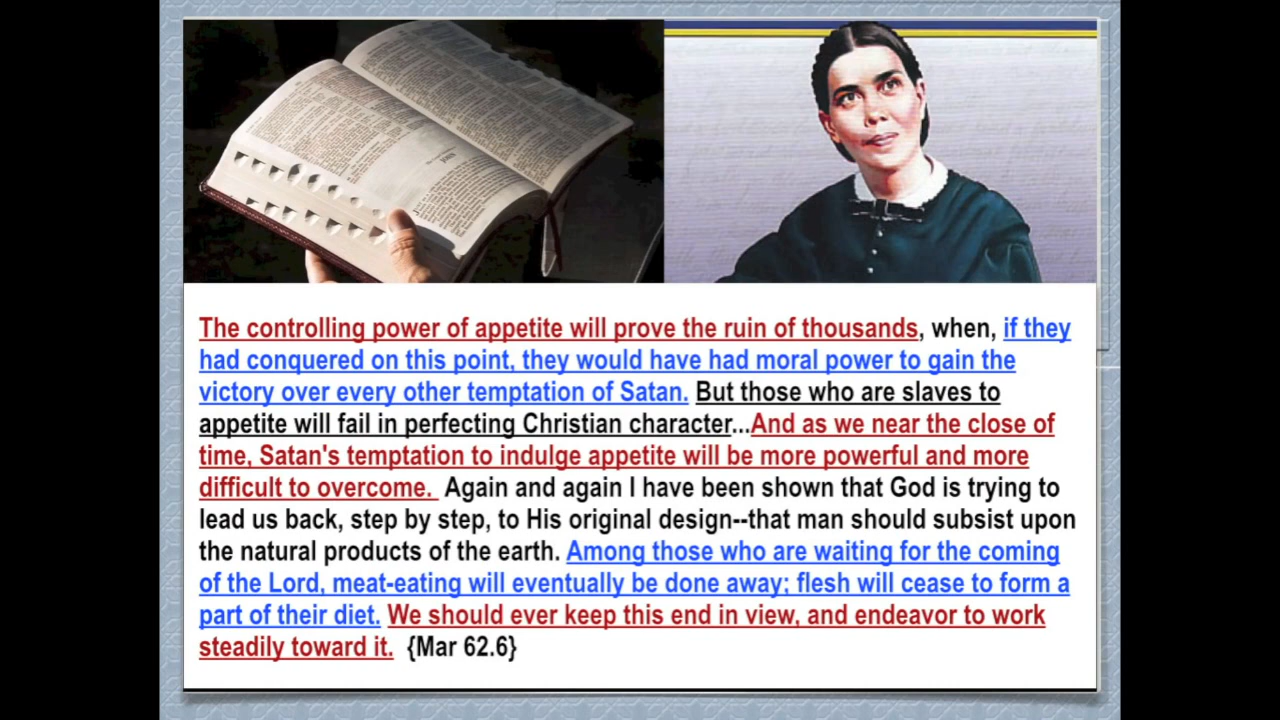 The controlling power of appetite will prove the ruin of thousands, when, if they
had conquered on this point, they would have had moral power to gain the
victory over every other temptation of Satan. But those who are slaves to
appetite will fail in perfecting Christian character...And as we near the close of
time, Satan's temptation to indulge appetite will be more powerful and more
difficult to overcome. Again and again I have been shown that God is trying to
lead us back, step by step, to His original design--that man should subsist upon
the natural products of the earth. Among those who are waiting for the coming
of the Lord, meat-eating will eventually be done away; flesh will cease to form a
part of their diet. We should ever keep this end in view, and endeavor to work
steadily toward it. {Mar 62.6}